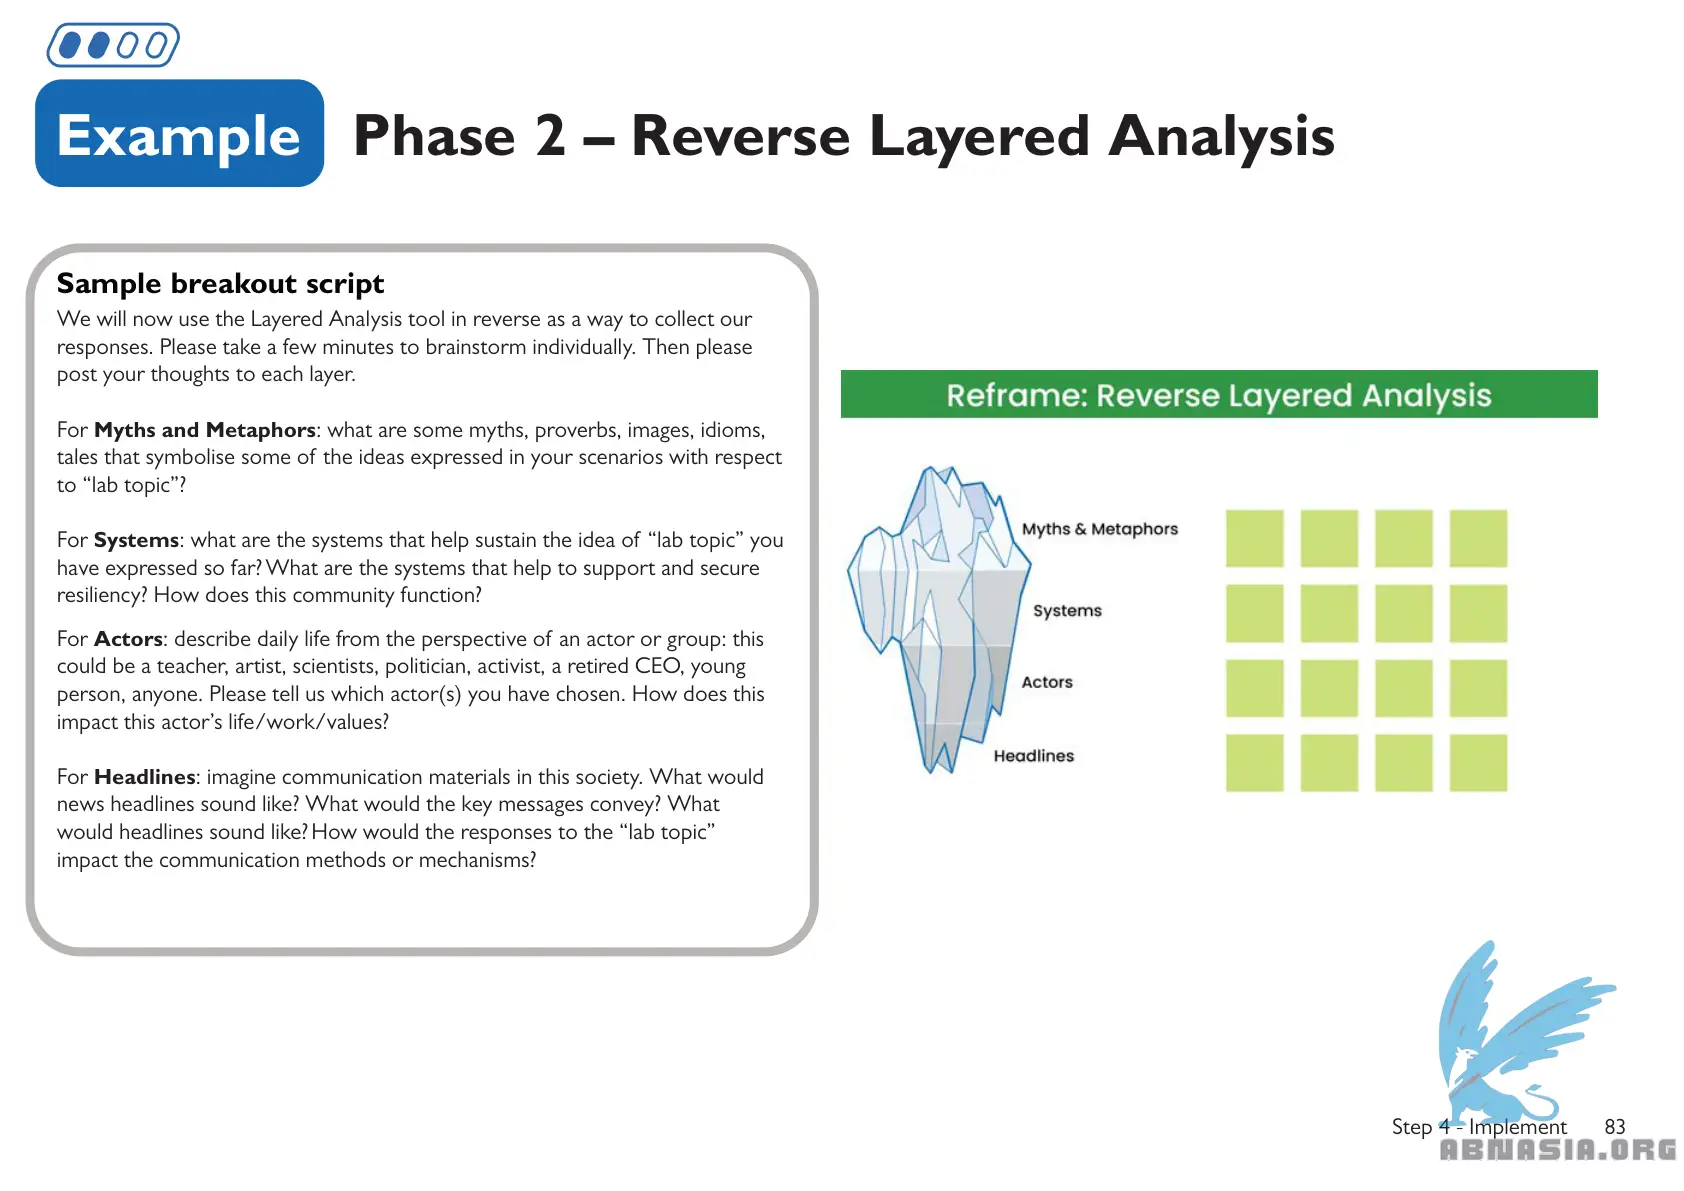 Example
Phase 2 – Reverse Layered Analysis
Sample breakout script
We will now use the Layered Analysis tool in reverse as a way to collect our
responses. Please take a few minutes to brainstorm individually. Then please
post your thoughts to each layer.
For Myths and Metaphors: what are some myths, proverbs, images, idioms,
tales that symbolise some of the ideas expressed in your scenarios with respect
to “lab topic”?
For Systems: what are the systems that help sustain the idea of “lab topic” you
have expressed so far? What are the systems that help to support and secure
resiliency? How does this community function?
For Actors: describe daily life from the perspective of an actor or group: this
could be a teacher, artist, scientists, politician, activist, a retired CEO, young
person, anyone. Please tell us which actor(s) you have chosen. How does this
impact this actor’s life/work/values?
For Headlines: imagine communication materials in this society. What would
news headlines sound like? What would the key messages convey? What
would headlines sound like? How would the responses to the “lab topic”
impact the communication methods or mechanisms?
Reframe: Reverse Layered Analysis
Myths & Metaphors
Systems
Actors
Headlines
Step 4 - Implement 83
ABNASIA.ORG